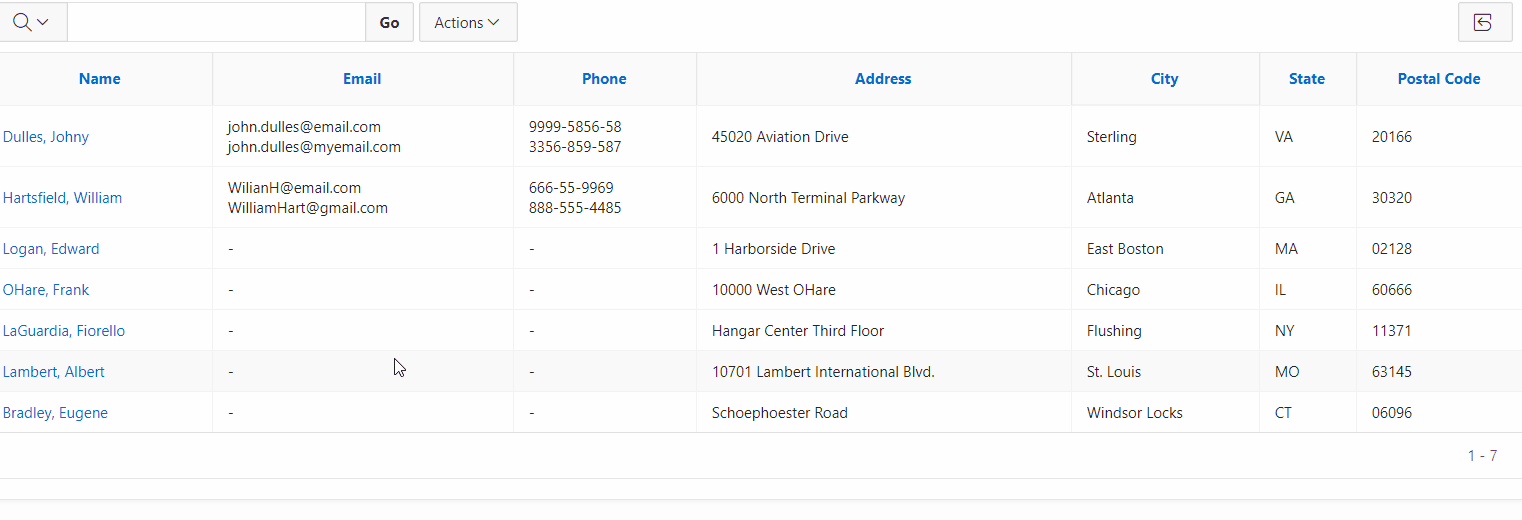 Go Actions
Name Email Phone Address City State Postal Code
Dulles, Johny john.dulles@email.com 9999-5856-58 45020 Aviation Drive Sterling VA 20166
john.dulles@myemail.com 3356-859-587
Hartsfield, William WilianH@email.com 666-55-9969 6000 North Terminal Parkway Atlanta GA 30320
WilliamHart@gmail.com 888-555-4485
Logan, Edward - - 1 Harborside Drive East Boston MA 02128
OHare, Frank - - 10000 West OHare Chicago IL 60666
LaGuardia, Fiorello - - Hangar Center Third Floor Flushing NY 11371
Lambert, Albert - - 10701 Lambert International Blvd. St. Louis MO 63145
Bradley, Eugene - - Schoephoester Road Windsor Locks CT 06096
1 - 7